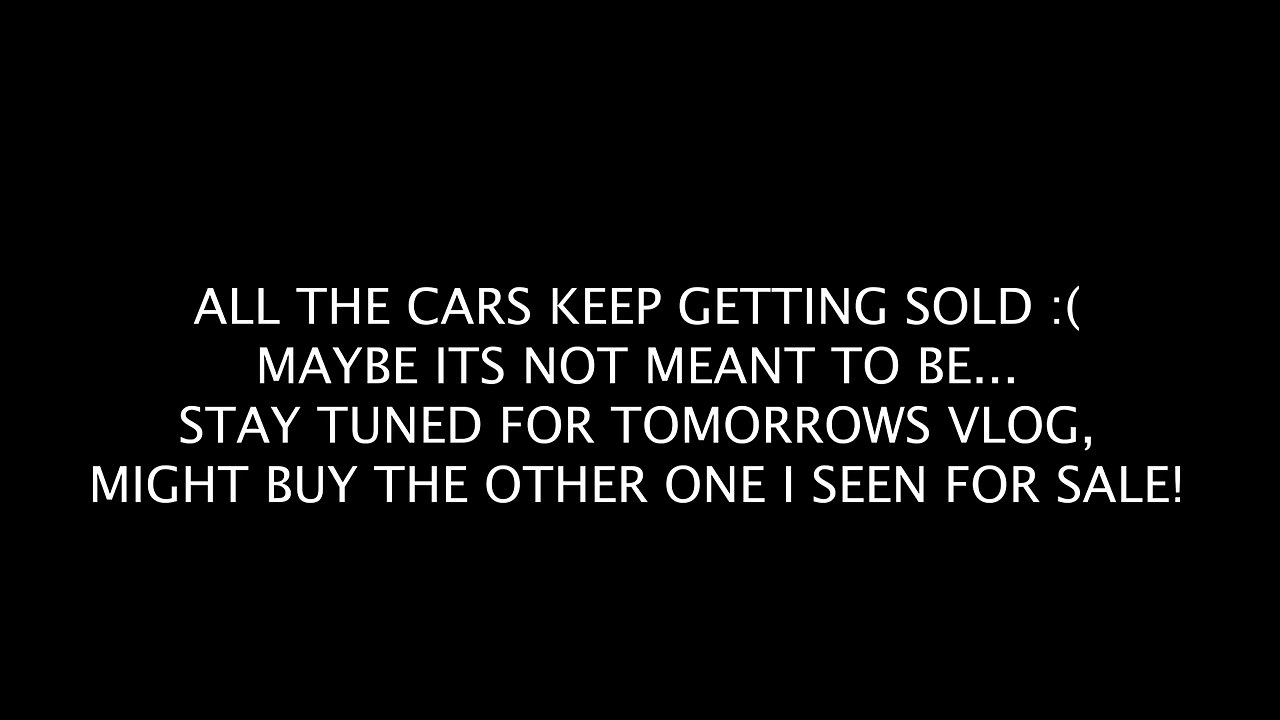 ALL THE CARS KEEP GETTING SOLD :(
MAYBE ITS NOT MEANT TO BE...
STAY TUNED FOR TOMORROWS VLOG,
MIGHT BUY THE OTHER ONE I SEEN FOR SALE!